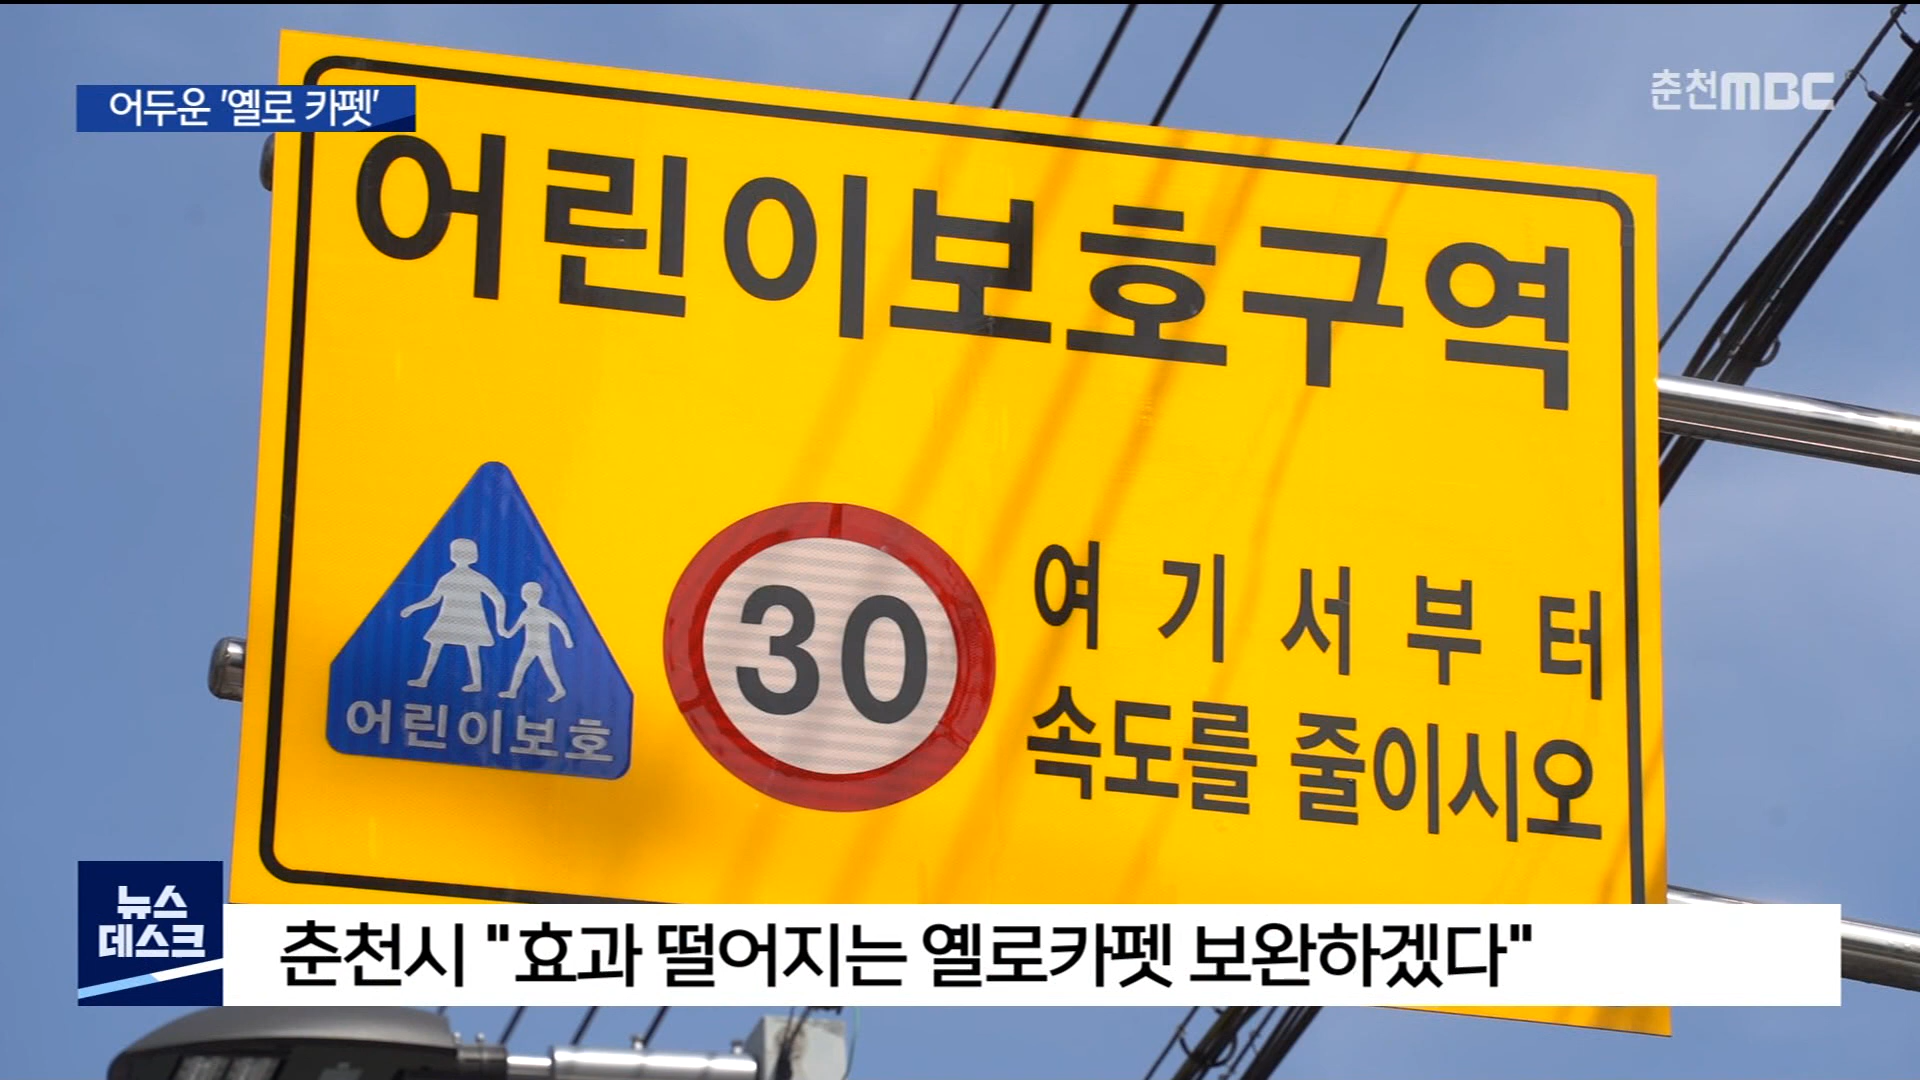 어두운 '옐로 카펫'
춘천MBC
어린이보호구역
어린이보호
30
여기서부터
속도를 줄이시오
뉴스
데스크
춘천시 "효과 떨어지는 옐로카펫 보완하겠다"